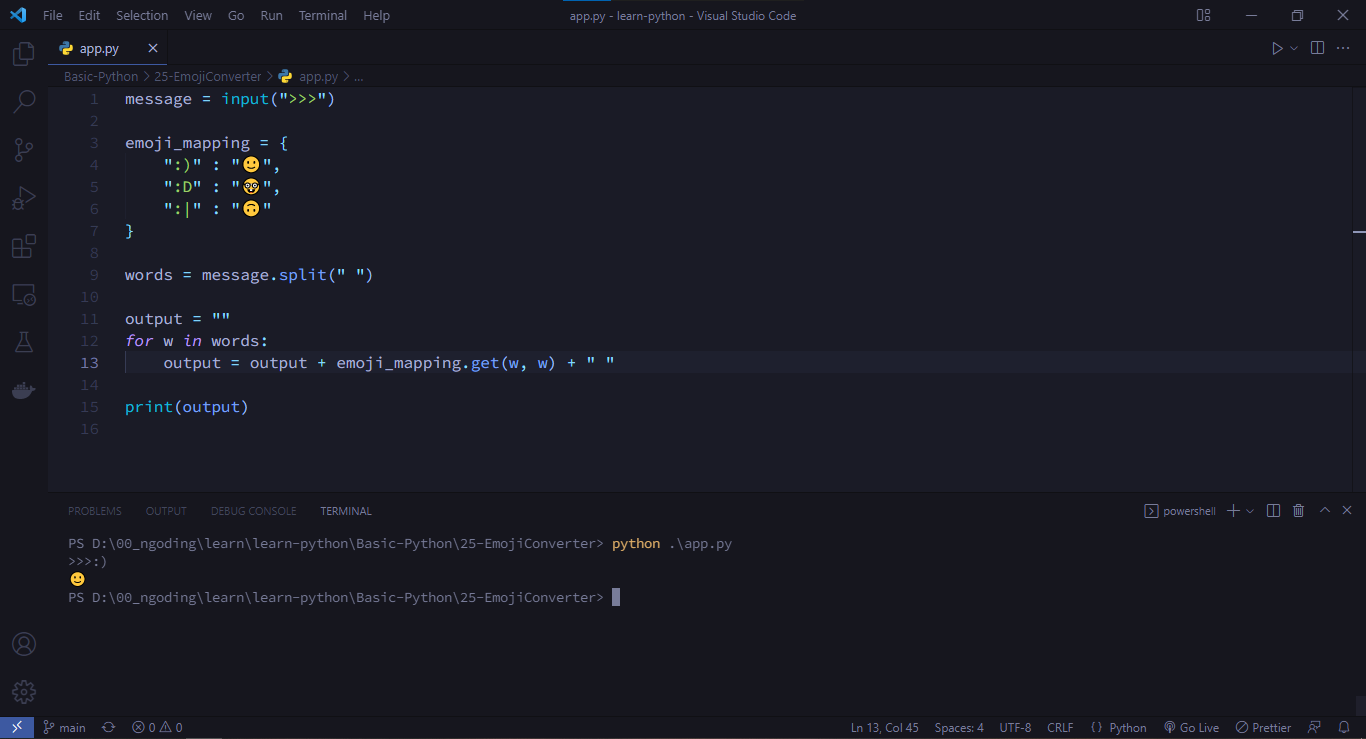 File Edit Selection View Go Run Terminal Help app.py - learn-python - Visual Studio Code
app.py
Basic-Python > 25-EmojiConverter > app.py > ...
1 message = input(">>>")
2
3 emoji_mapping = {
4     ":)" : "🙂",
5     ":D" : "🤓",
6     ":|" : "🙃"
7 }
8
9 words = message.split(" ")
10
11 output = ""
12 for w in words:
13     output = output + emoji_mapping.get(w, w) + " "
14
15 print(output)
16
PROBLEMS OUTPUT DEBUG CONSOLE TERMINAL powershell
PS D:\00_ngoding\learn\learn-python\Basic-Python\25-EmojiConverter> python .\app.py
>>>:)
🙂
PS D:\00_ngoding\learn\learn-python\Basic-Python\25-EmojiConverter>
main 0 0 Ln 13, Col 45 Spaces: 4 UTF-8 CRLF { } Python Go Live Prettier